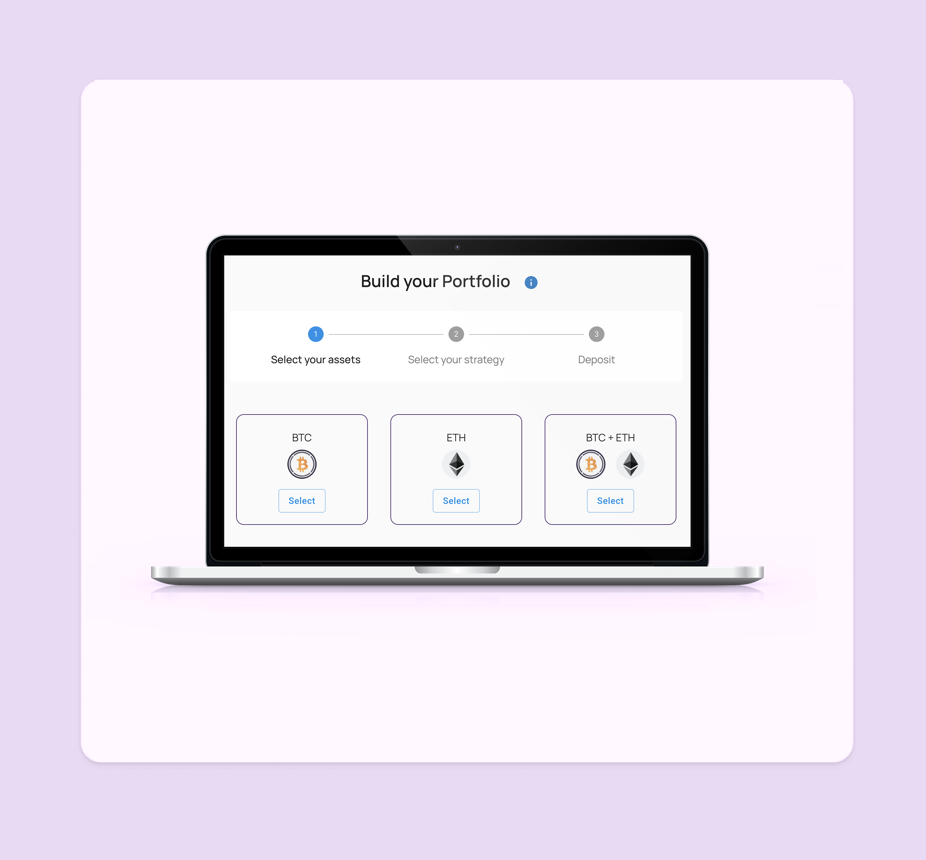 Build your Portfolio i
1 2 3
Select your assets Select your strategy Deposit
BTC ETH BTC + ETH
Select Select Select